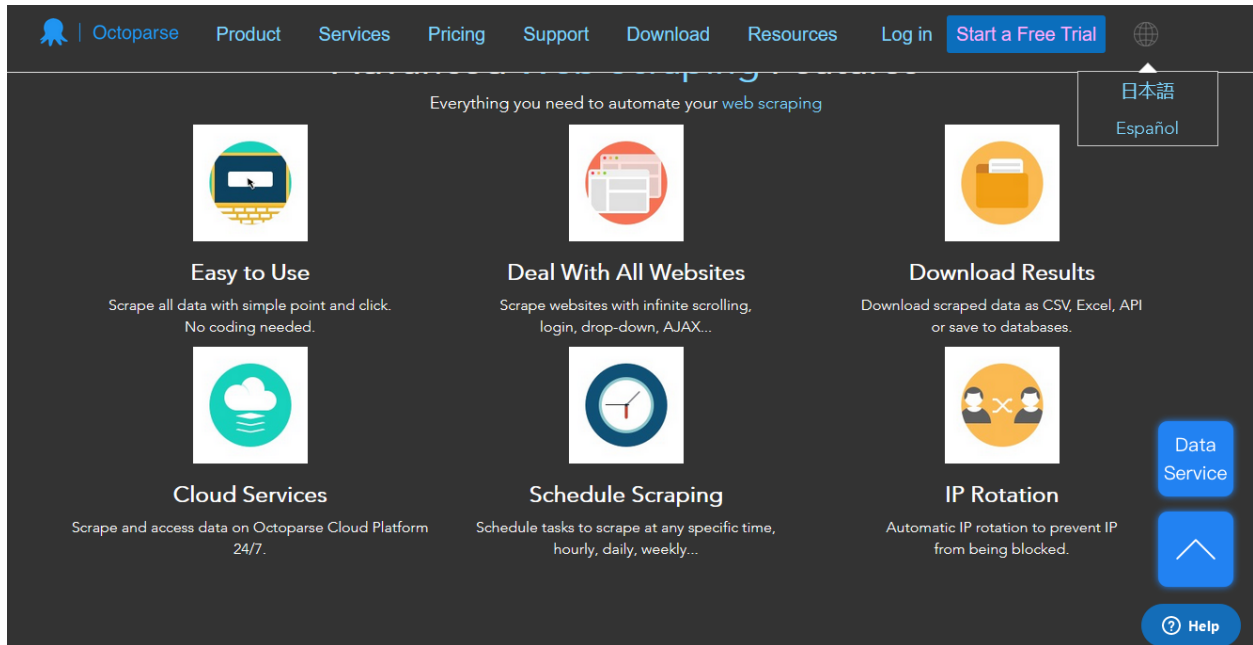 Octoparse Product Services Pricing Support Download Resources Log in Start a Free Trial
Everything you need to automate your web scraping
日本語
Español
Easy to Use
Scrape all data with simple point and click.
No coding needed.
Deal With All Websites
Scrape websites with infinite scrolling,
login, drop-down, AJAX...
Download Results
Download scraped data as CSV, Excel, API
or save to databases.
Cloud Services
Scrape and access data on Octoparse Cloud Platform
24/7.
Schedule Scraping
Schedule tasks to scrape at any specific time,
hourly, daily, weekly...
IP Rotation
Automatic IP rotation to prevent IP
from being blocked.
Data
Service
Help